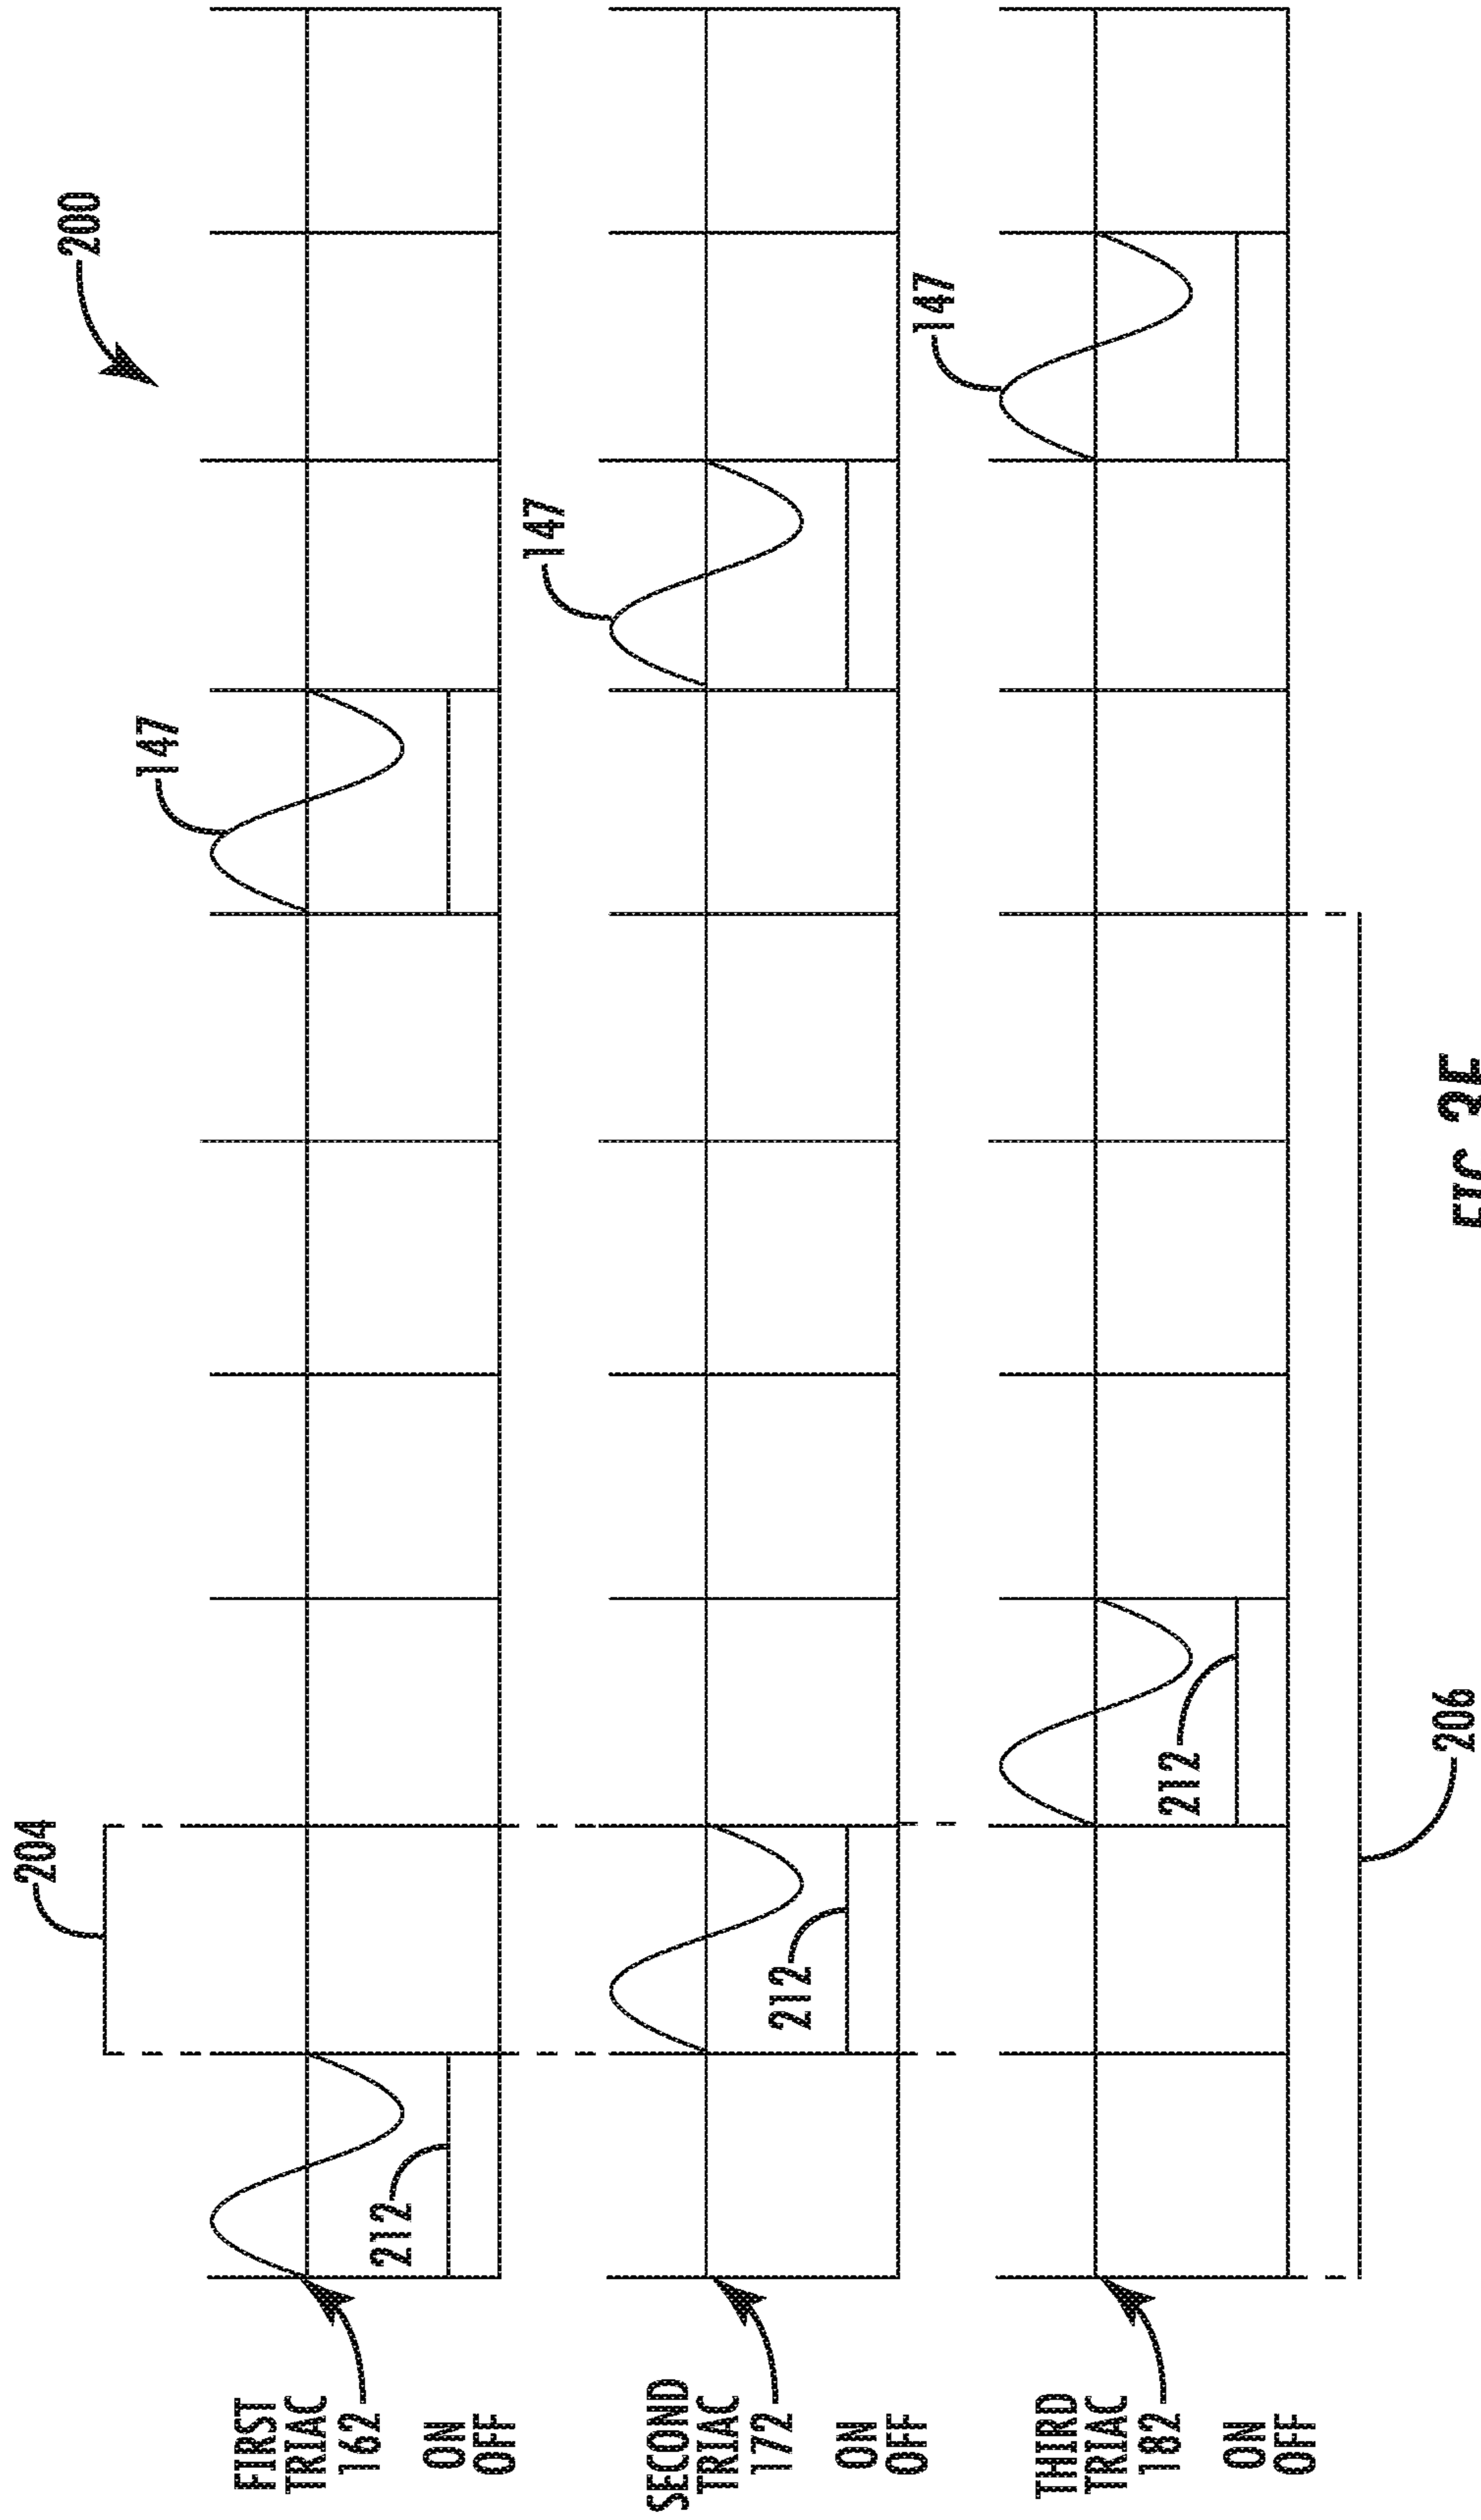 200
204
147
FIRST
TRIAC
162
212
ON
OFF
147
SECOND
TRIAC
172
212
ON
OFF
147
THIRD
TRIAC
182
212
ON
OFF
206